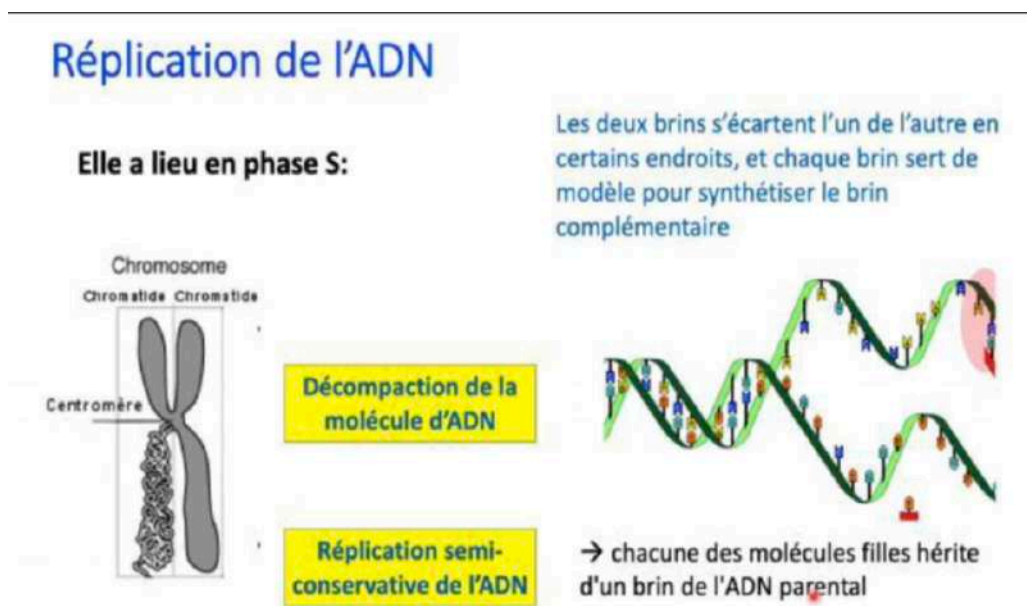 Réplication de l'ADN
Elle a lieu en phase S:
Les deux brins s'écartent l'un de l'autre en
certains endroits, et chaque brin sert de
modèle pour synthétiser le brin
complémentaire
Chromosome
Chromatide Chromatide
Centromère
Décompaction de la
molécule d'ADN
Réplication semi-
conservative de l'ADN
→ chacune des molécules filles hérite
d'un brin de l'ADN parental